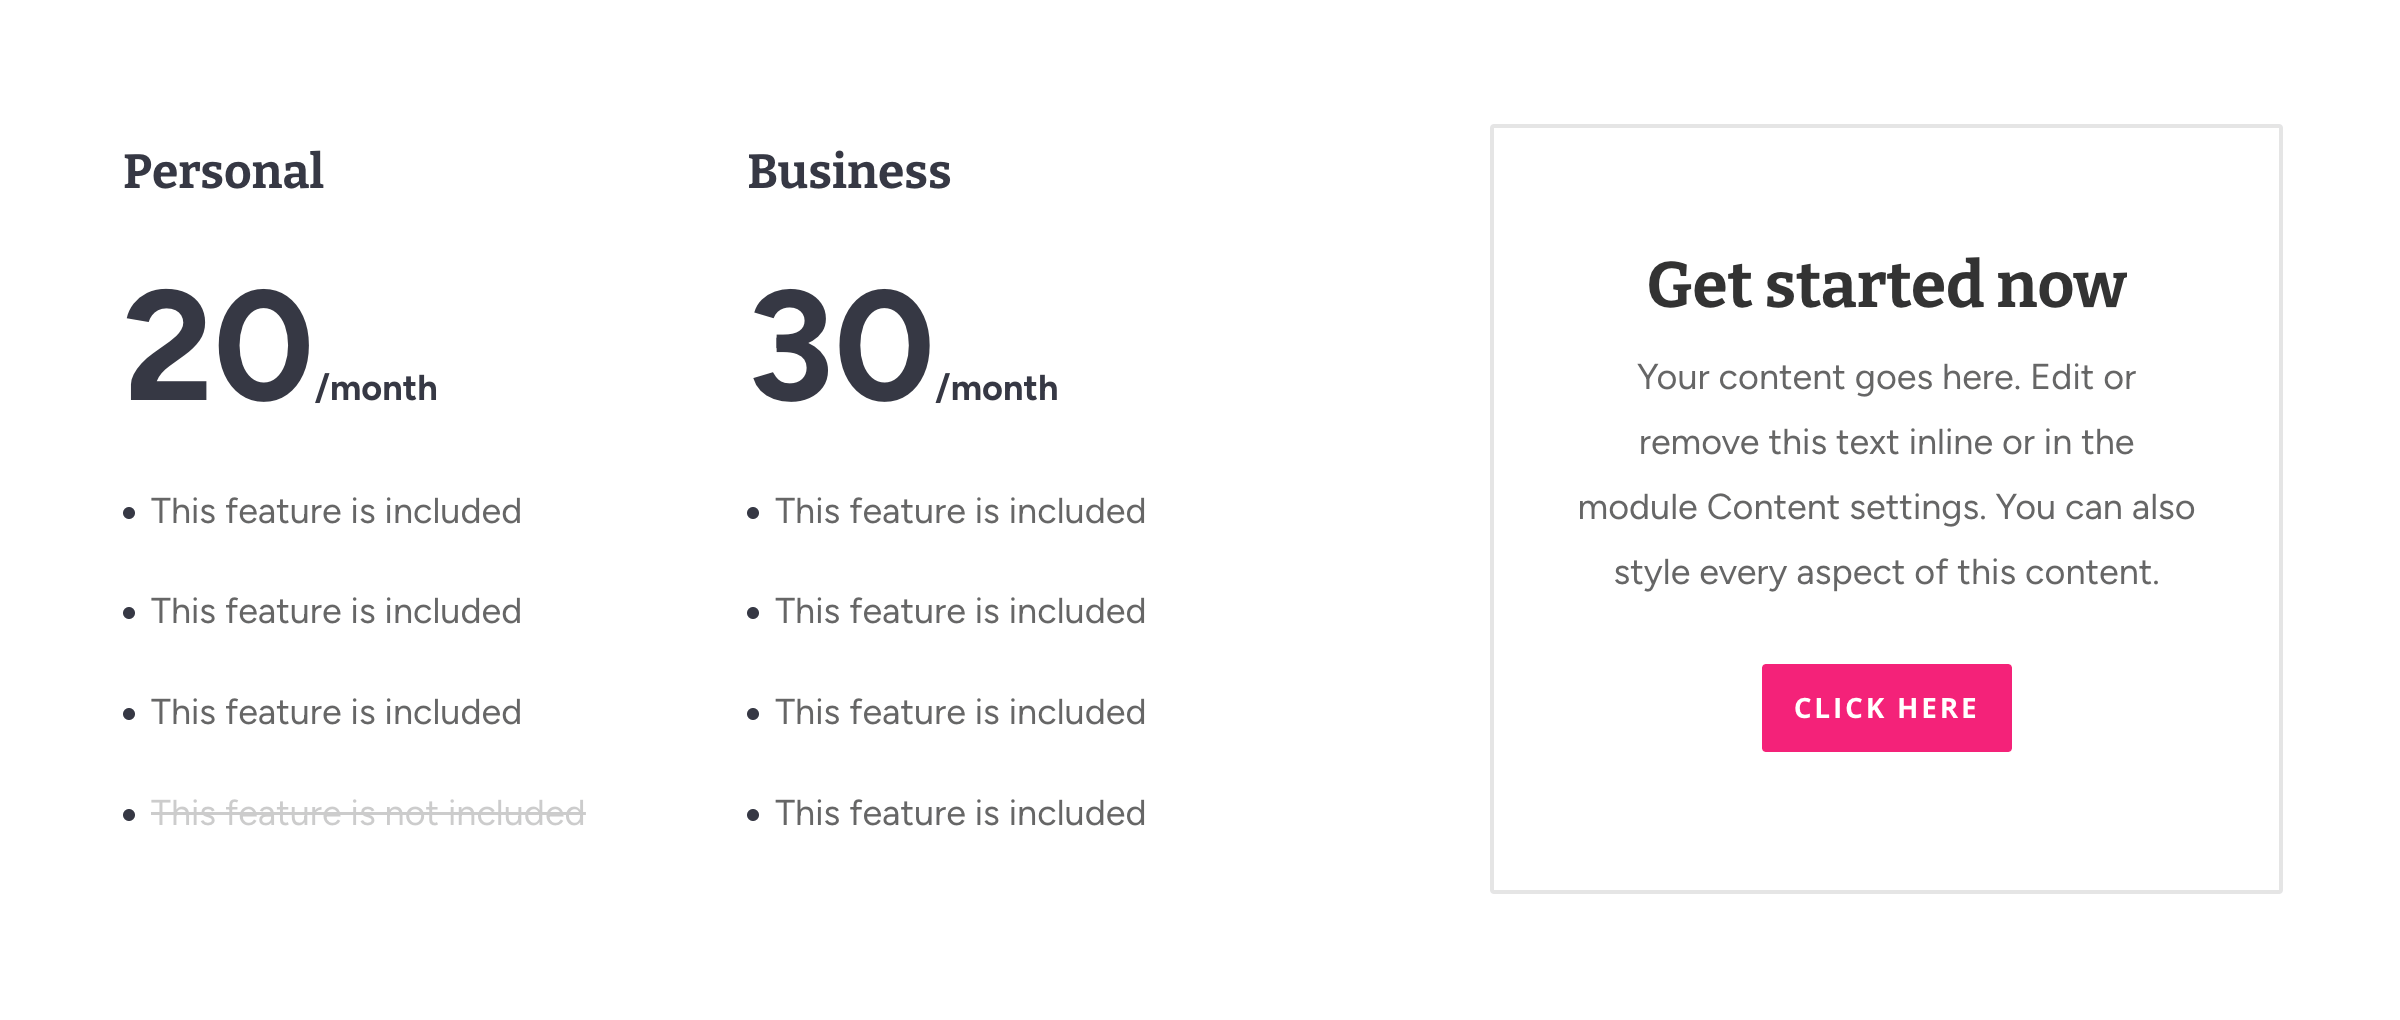 Personal
20/month
This feature is included
This feature is included
This feature is included
This feature is not included
Business
30/month
This feature is included
This feature is included
This feature is included
This feature is included
Get started now
Your content goes here. Edit or
remove this text inline or in the
module Content settings. You can also
style every aspect of this content.
CLICK HERE